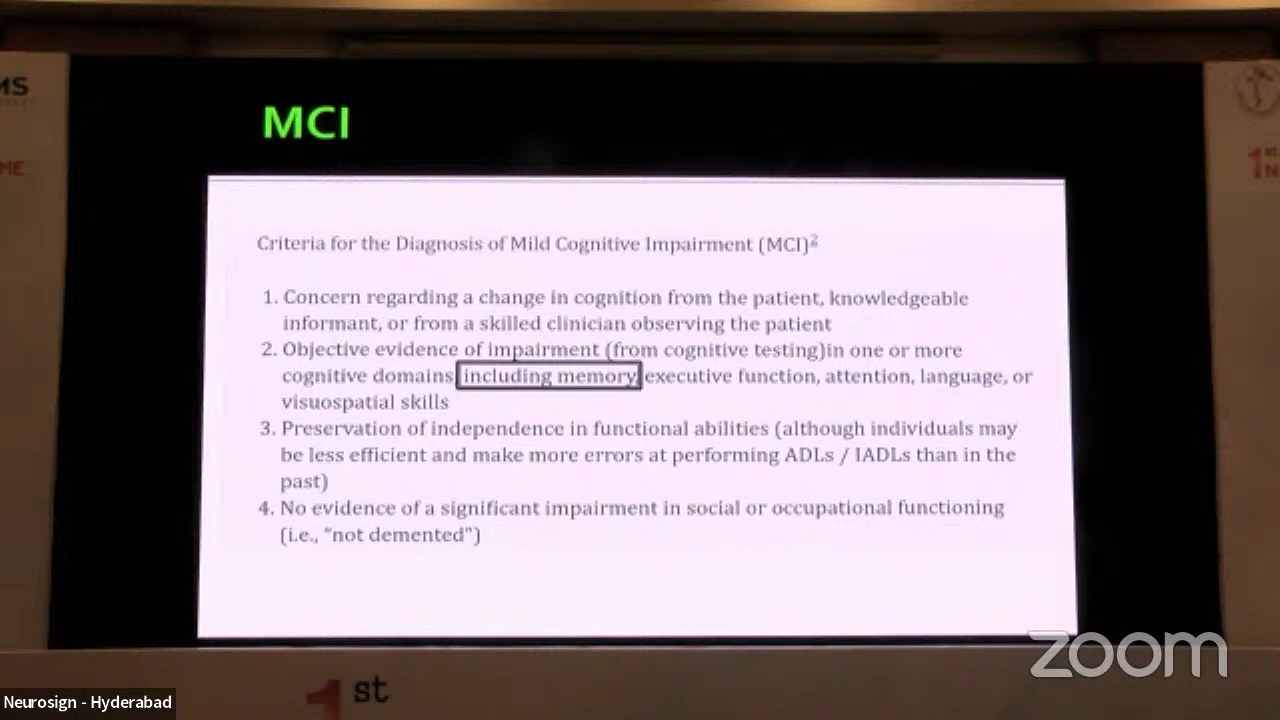 MS
ME
MCI
Criteria for the Diagnosis of Mild Cognitive Impairment (MCI)2
1. Concern regarding a change in cognition from the patient, knowledgeable
informant, or from a skilled clinician observing the patient
2. Objective evidence of impairment (from cognitive testing)in one or more
cognitive domains including memory executive function, attention, language, or
visuospatial skills
3. Preservation of independence in functional abilities (although individuals may
be less efficient and make more errors at performing ADLs / IADLs than in the
past)
4. No evidence of a significant impairment in social or occupational functioning
(i.e., "not demented")
1st
zoom
Neurosign - Hyderabad